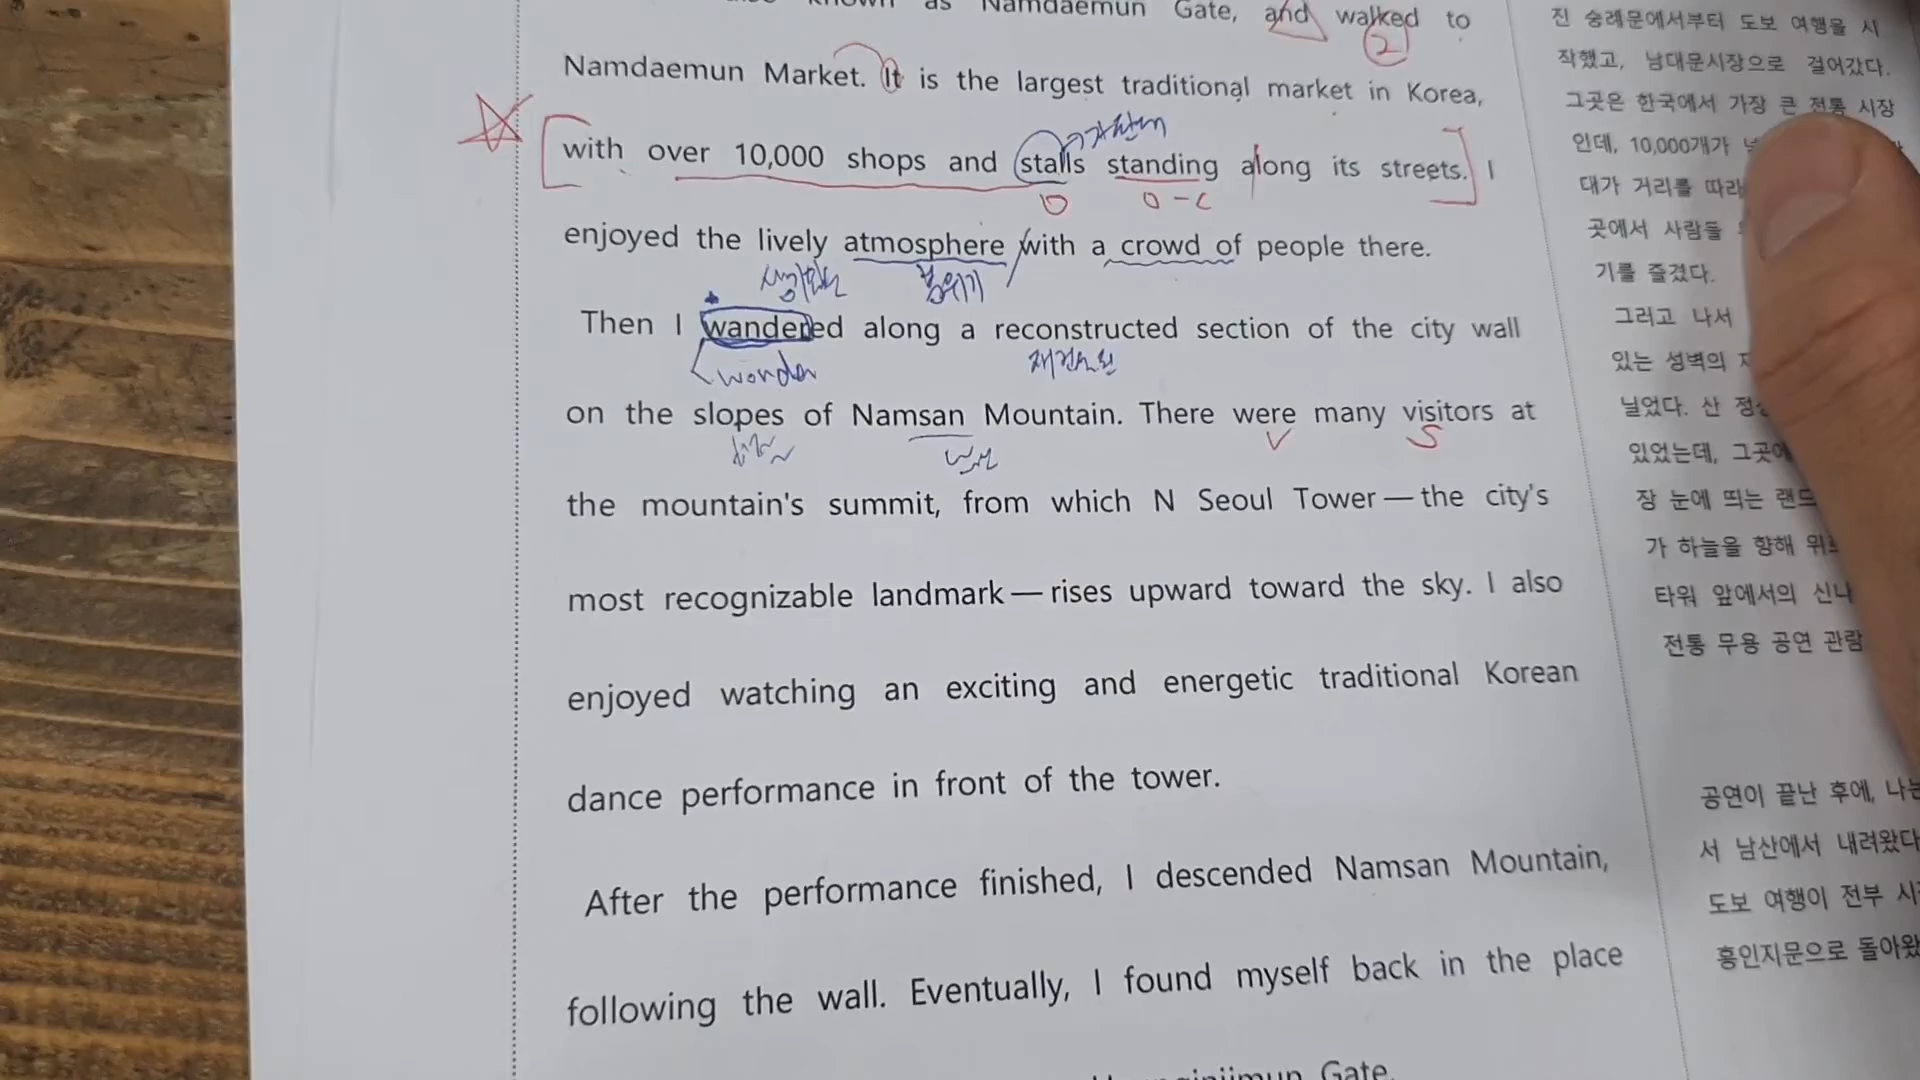 as Namdaemun Gate, and walked to
2
Namdaemun Market. It is the largest traditional market in Korea,
가판대
with over 10,000 shops and stalls standing along its streets. I
O O-C
enjoyed the lively atmosphere with a crowd of people there.
분위기
Then I wandered along a reconstructed section of the city wall
wonder 재건축된
on the slopes of Namsan Mountain. There were many visitors at
V S
the mountain's summit, from which N Seoul Tower — the city's
most recognizable landmark — rises upward toward the sky. I also
enjoyed watching an exciting and energetic traditional Korean
dance performance in front of the tower.
After the performance finished, I descended Namsan Mountain,
following the wall. Eventually, I found myself back in the place
Gate.
진 숭례문에서부터 도보 여행을 시
작했고, 남대문시장으로 걸어갔다.
그곳은 한국에서 가장 큰 전통 시장
인데, 10,000개가
대가 거리를 따라
곳에서 사람들
기를 즐겼다.
그리고 나서
있는 성벽의
닐었다. 산
있었는데, 그곳에
장 눈에 띄는
가 하늘을 향해
타워 앞에서의 신나
전통 무용 공연 관람
공연이 끝난 후에, 나는
서 남산에서 내려왔다
도보 여행이 전부
흥인지문으로 돌아왔